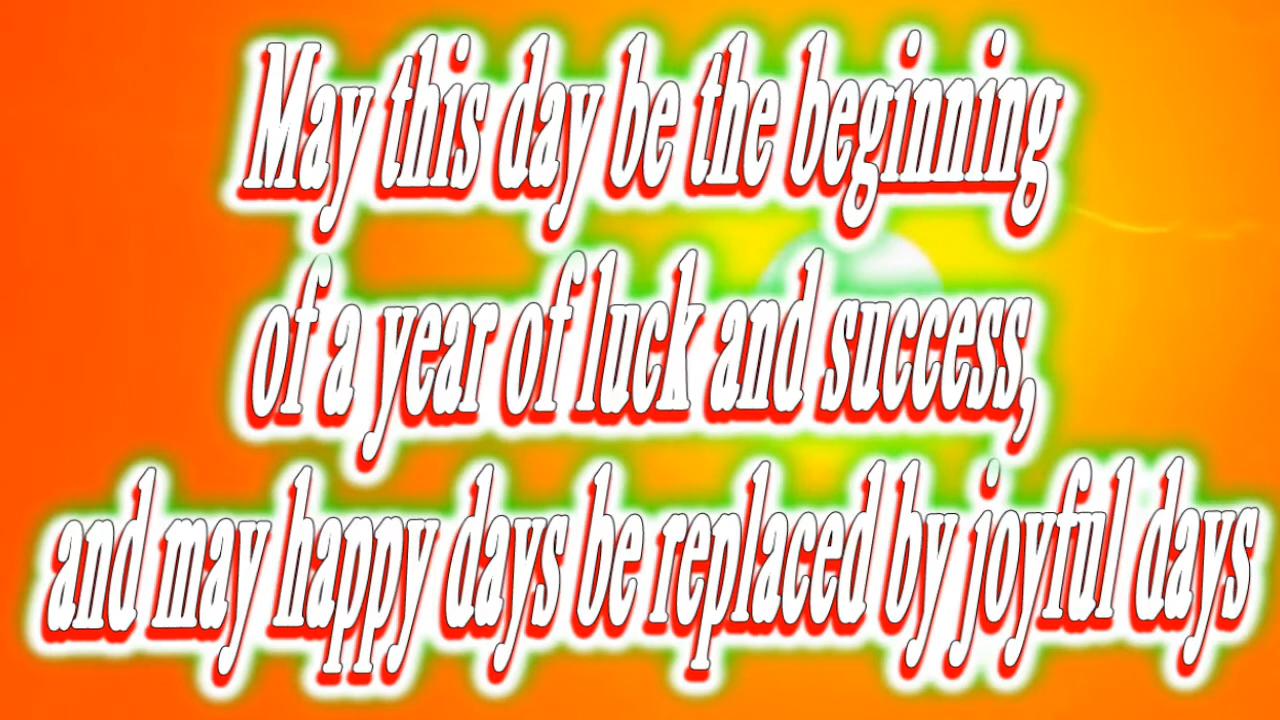 May this day be the beginning
of a year of luck and success,
and may happy days be replaced by joyful days